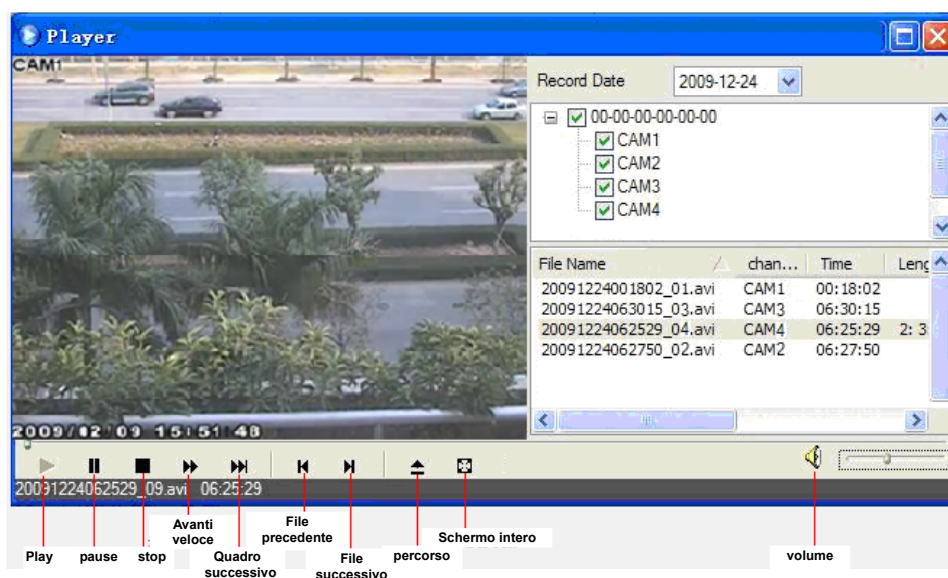 Player
CAM1
Record Date 2009-12-24
00-00-00-00-00-00
CAM1
CAM2
CAM3
CAM4
File Name chan... Time Leng
20091224001802_01.avi CAM1 00:18:02
20091224063015_03.avi CAM3 06:30:15
20091224062529_04.avi CAM4 06:25:29 2: 3
20091224062750_02.avi CAM2 06:27:50
2009/02/09 15:51:48
20091224062529_09.avi 06:25:29
Play
pause
stop
Avanti
veloce
Quadro
successivo
File
precedente
File
successivo
percorso
Schermo intero
volume